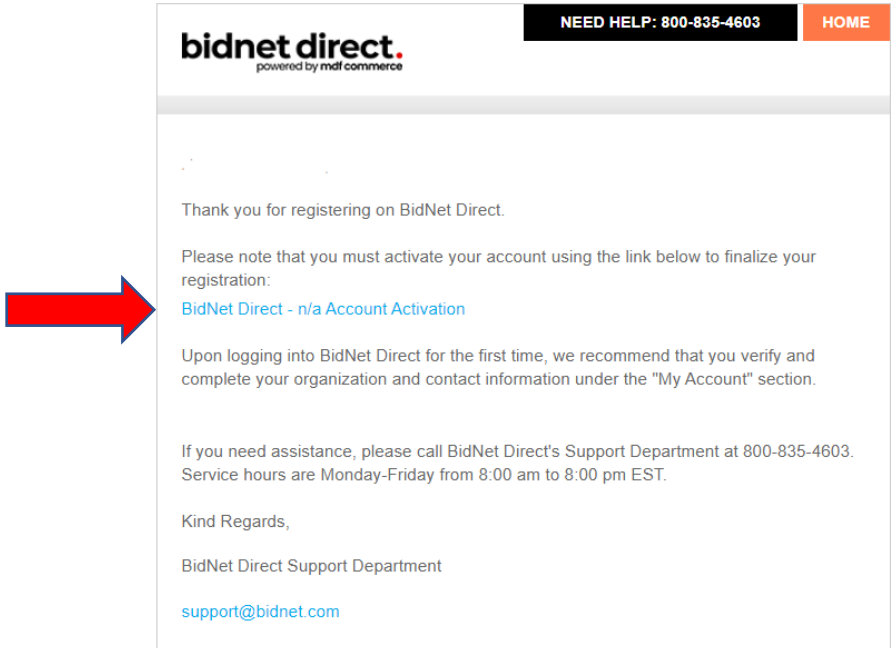 NEED HELP: 800-835-4603
HOME
bidnet direct.
powered by mdf commerce
Thank you for registering on BidNet Direct.
Please note that you must activate your account using the link below to finalize your
registration:
BidNet Direct - n/a Account Activation
Upon logging into BidNet Direct for the first time, we recommend that you verify and
complete your organization and contact information under the "My Account" section.
If you need assistance, please call BidNet Direct's Support Department at 800-835-4603.
Service hours are Monday-Friday from 8:00 am to 8:00 pm EST.
Kind Regards,
BidNet Direct Support Department
support@bidnet.com